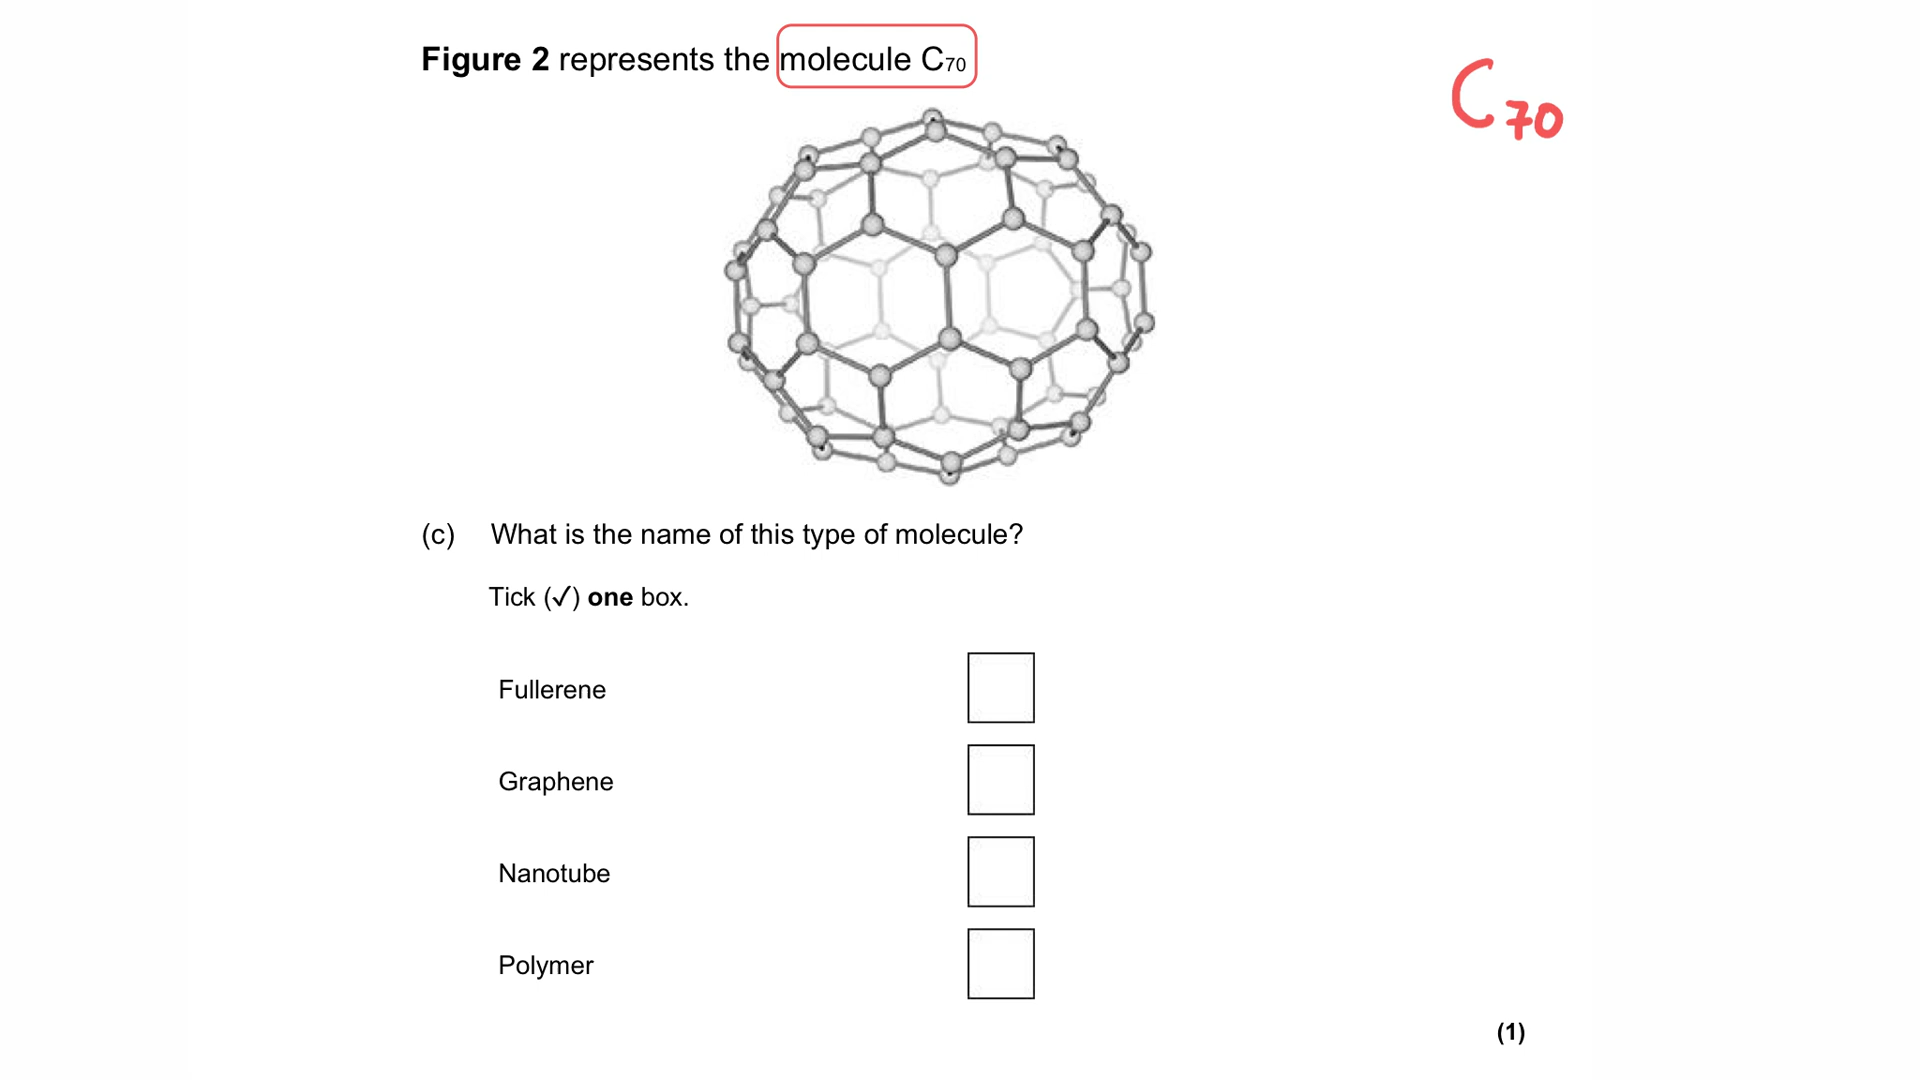 Figure 2 represents the molecule C₇₀
C₇₀
(c) What is the name of this type of molecule?
Tick (✓) one box.
Fullerene
Graphene
Nanotube
Polymer
(1)